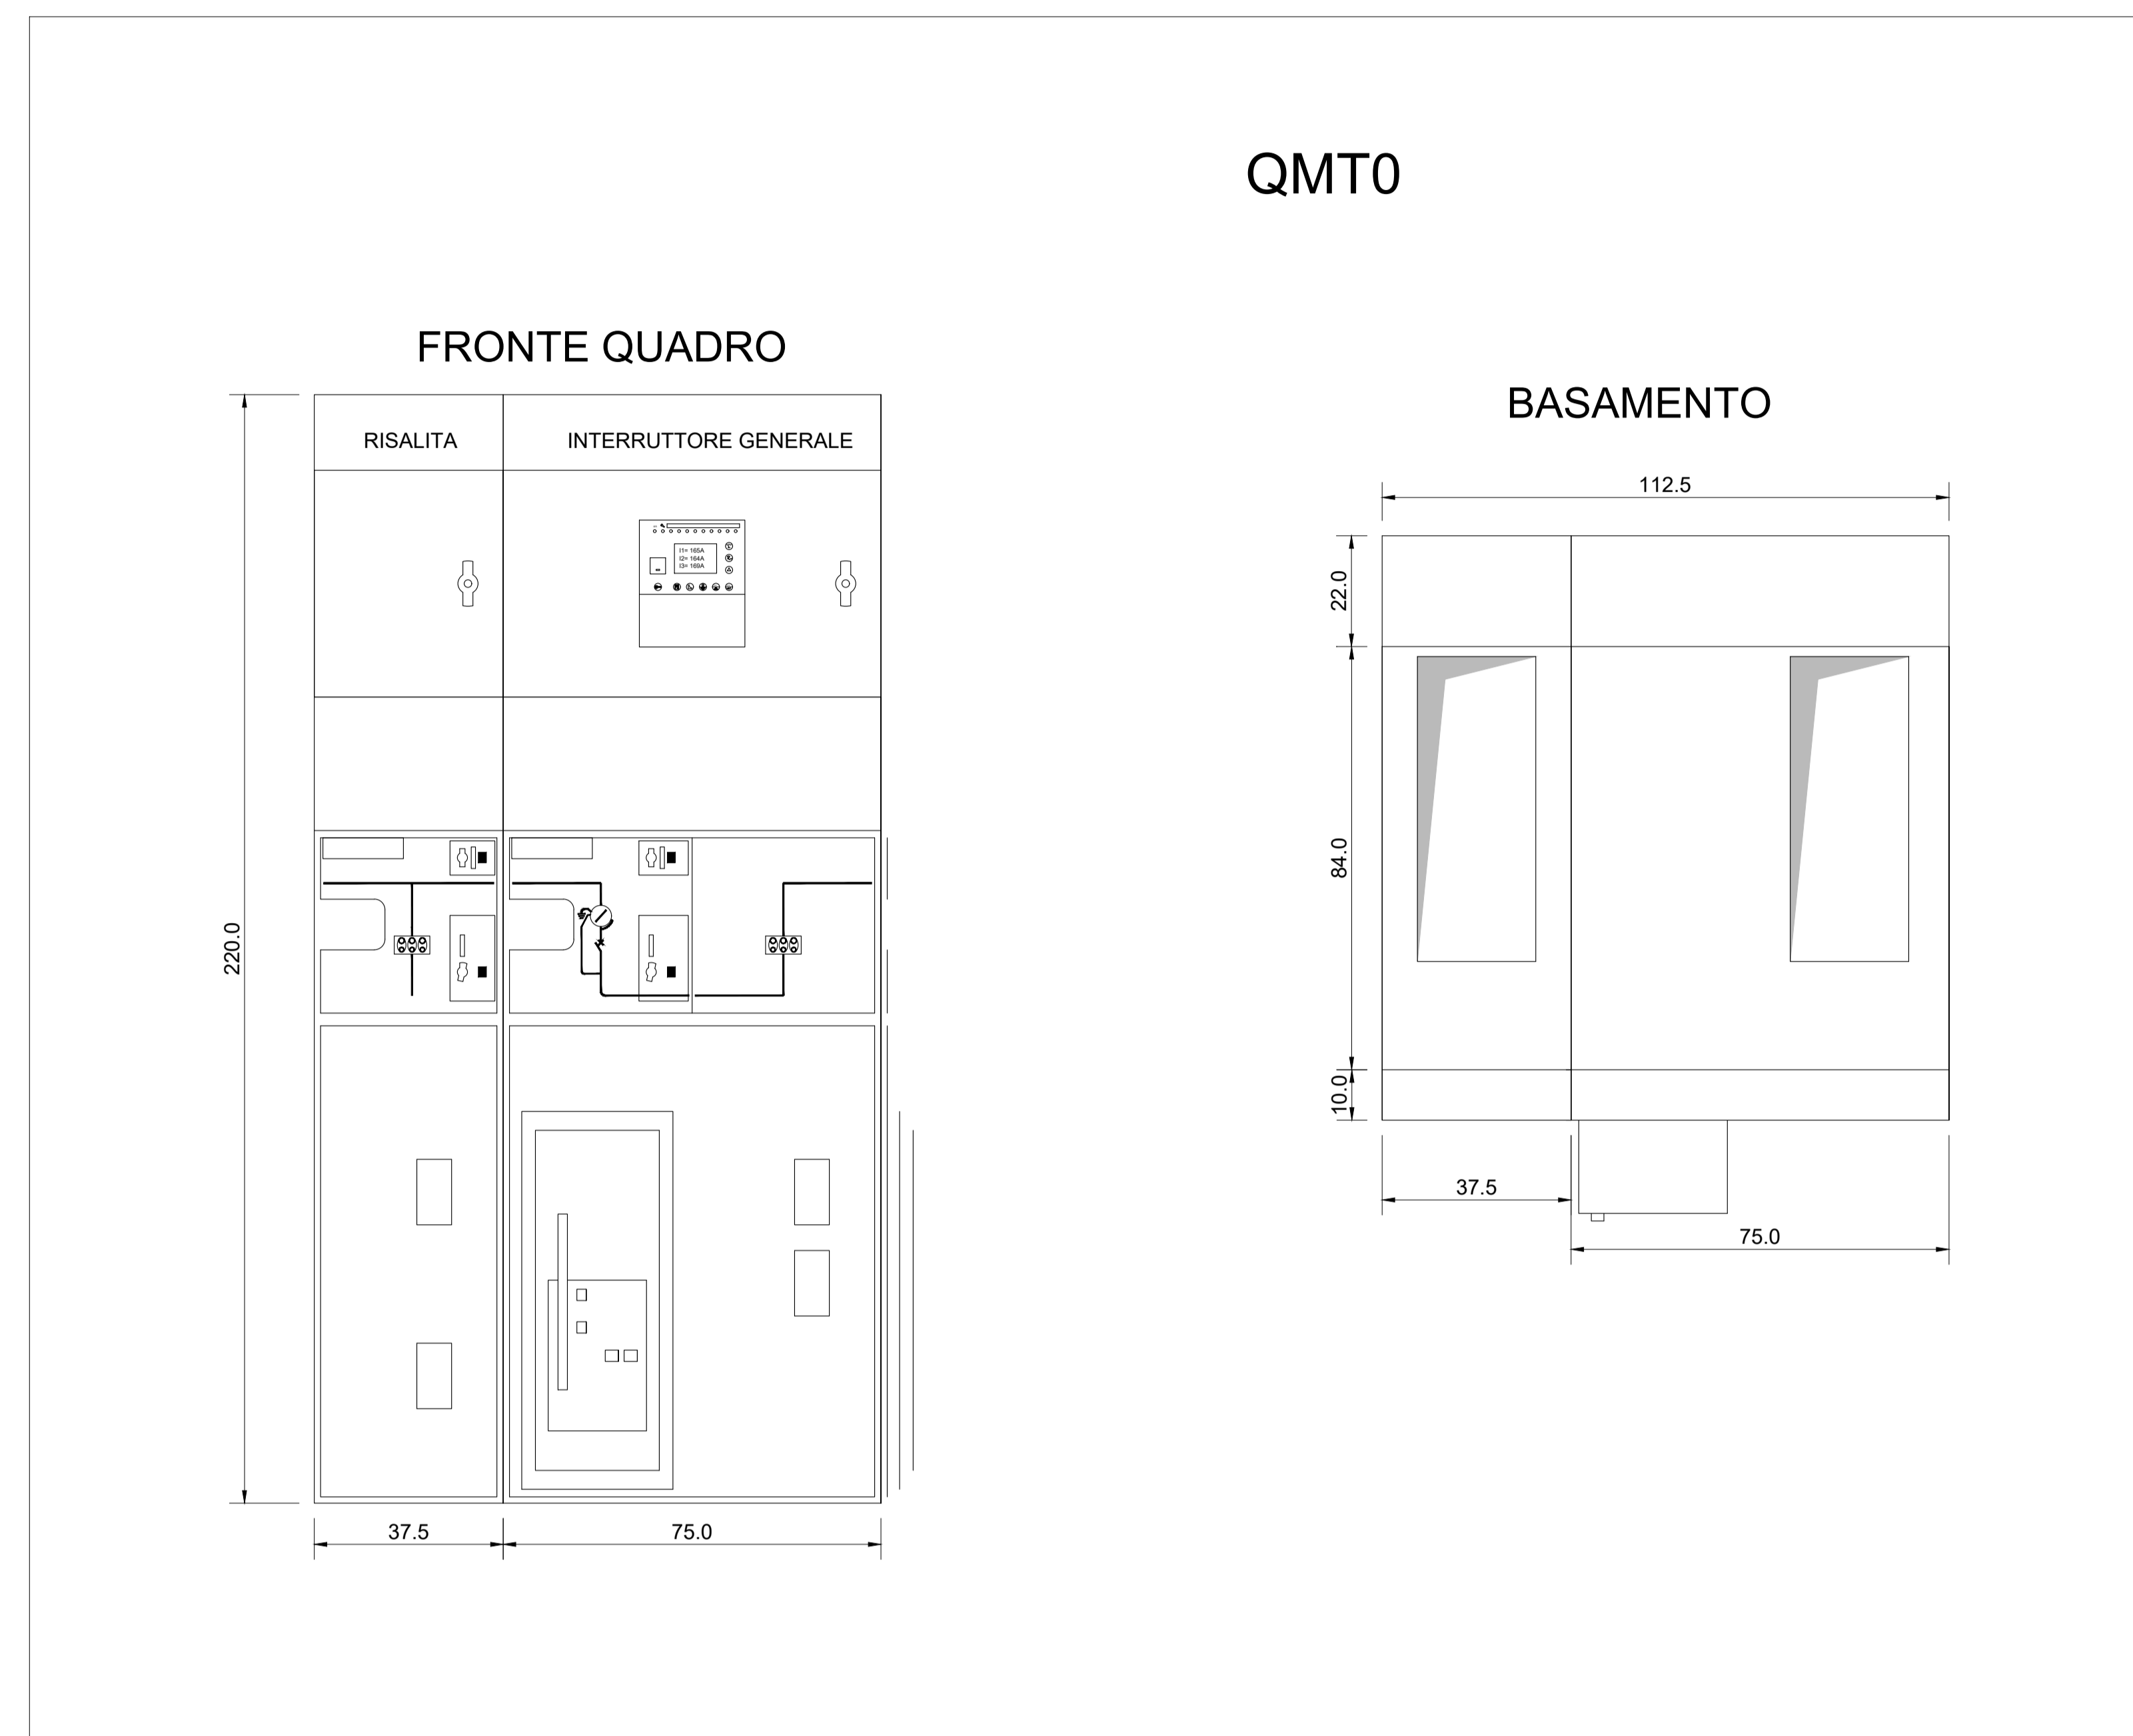 QMT0
FRONTE QUADRO
RISALITA
INTERRUTTORE GENERALE
I1= 165A
I2= 164A
I3= 169A
220.0
37.5
75.0
BASAMENTO
112.5
22.0
84.0
10.0
37.5
75.0